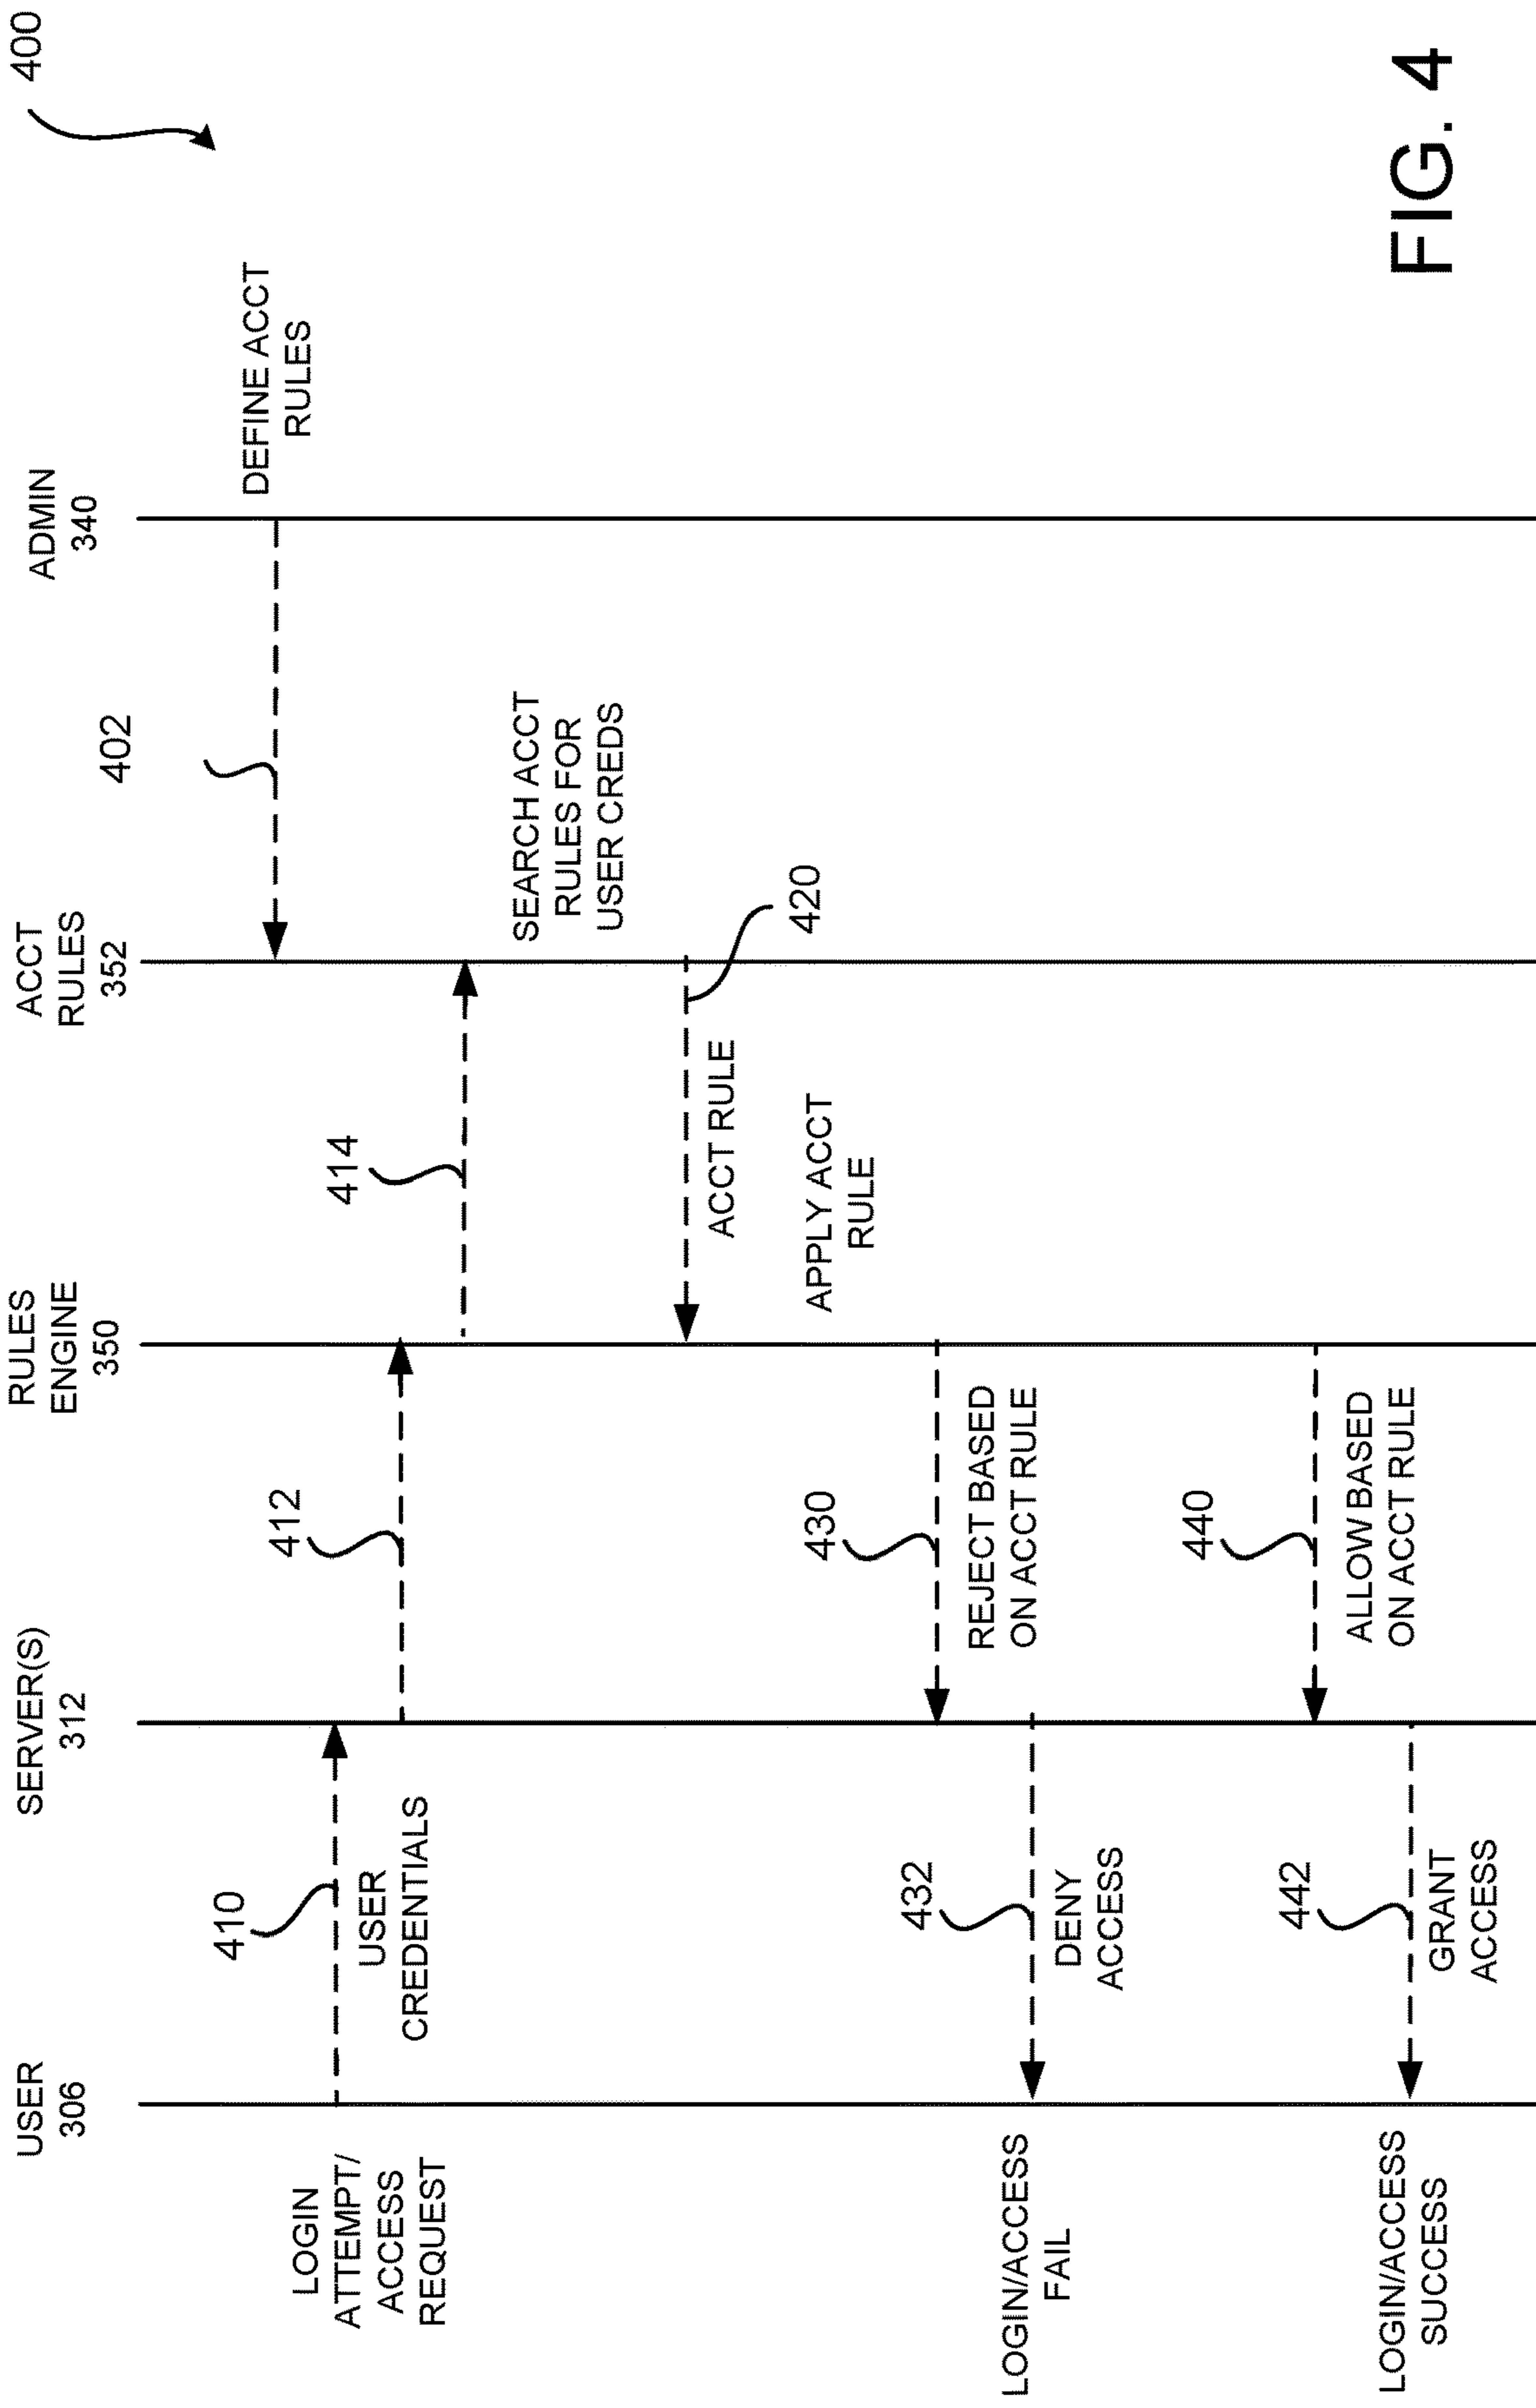 400
USER
306
SERVER(S)
312
RULES
ENGINE
350
ACCT
RULES
352
ADMIN
340
402
DEFINE ACCT
RULES
LOGIN
ATTEMPT/
ACCESS
REQUEST
410
USER
CREDENTIALS
412
414
SEARCH ACCT
RULES FOR
USER CREDS
420
ACCT RULE
APPLY ACCT
RULE
430
REJECT BASED
ON ACCT RULE
432
DENY
ACCESS
LOGIN/ACCESS
FAIL
440
ALLOW BASED
ON ACCT RULE
442
GRANT
ACCESS
LOGIN/ACCESS
SUCCESS
FIG. 4